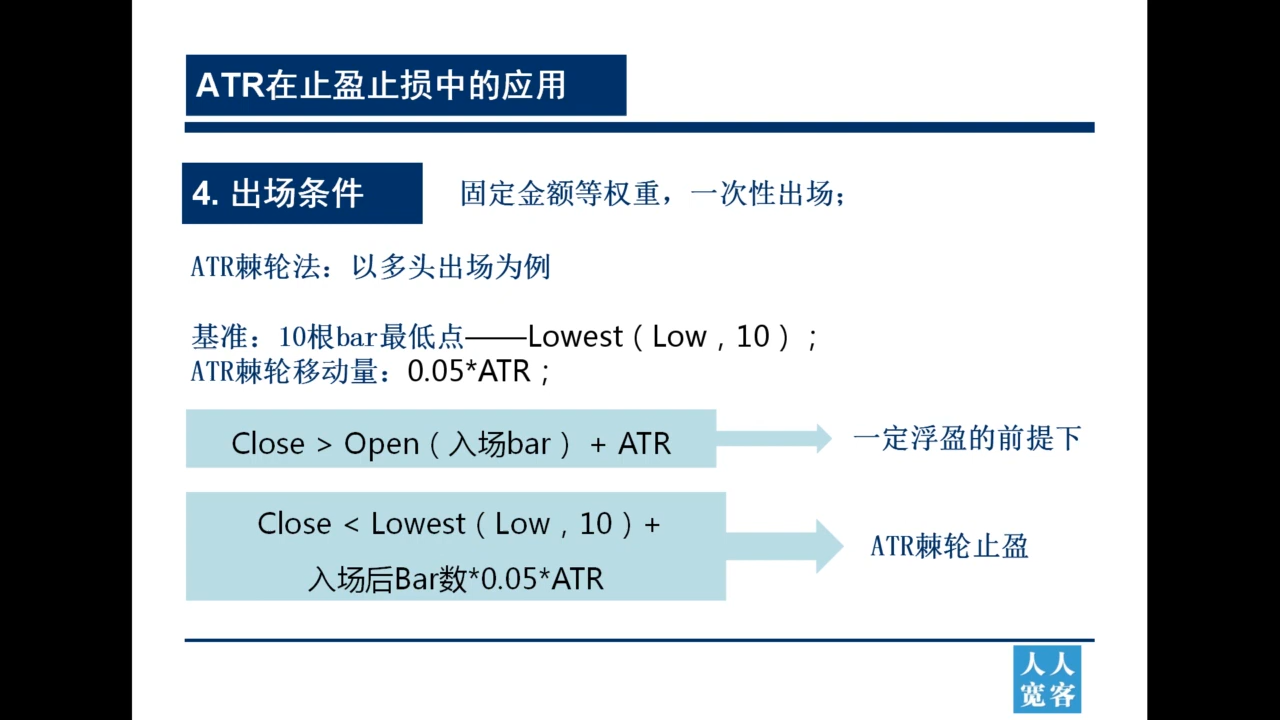 ATR在止盈止损中的应用
4. 出场条件
固定金额等权重，一次性出场；
ATR棘轮法：以多头出场为例
基准：10根bar最低点——Lowest（Low，10）；
ATR棘轮移动量：0.05*ATR；
Close > Open（入场bar） + ATR
一定浮盈的前提下
Close < Lowest（Low，10）+
入场后Bar数*0.05*ATR
ATR棘轮止盈
人人
宽客